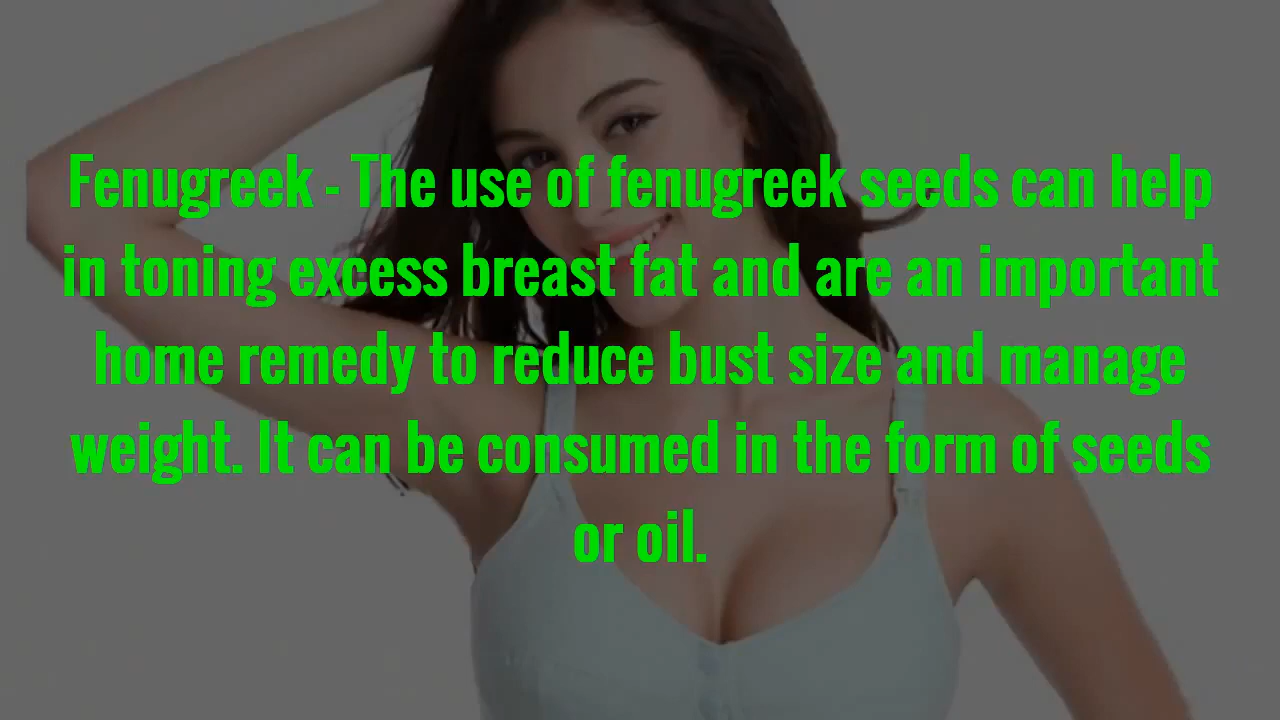 Fenugreek - The use of fenugreek seeds can help
in toning excess breast fat and are an important
home remedy to reduce bust size and manage
weight. It can be consumed in the form of seeds
or oil.